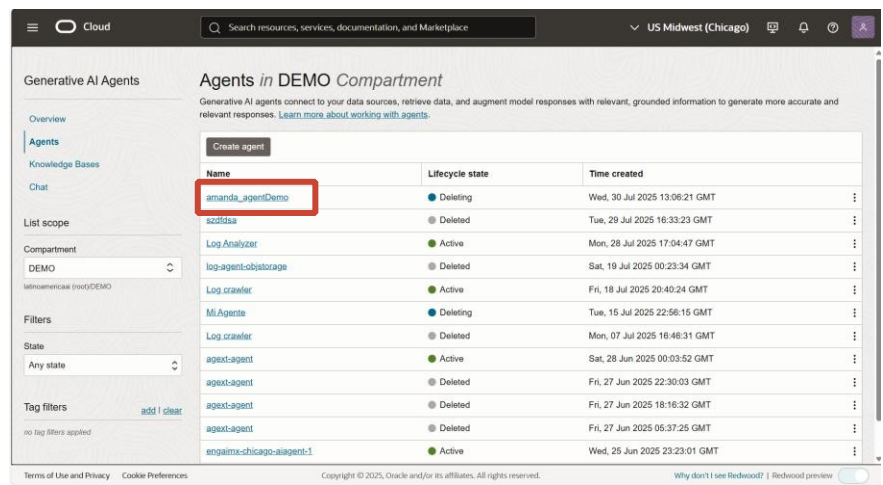 Cloud
Search resources, services, documentation, and Marketplace
US Midwest (Chicago)
Generative AI Agents
Overview
Agents
Knowledge Bases
Chat
List scope
Compartment
DEMO
latinoamericaai (root)/DEMO
Filters
State
Any state
Tag filters
add | clear
no tag filters applied
Agents in DEMO Compartment
Generative AI agents connect to your data sources, retrieve data, and augment model responses with relevant, grounded information to generate more accurate and
relevant responses. Learn more about working with agents.
Create agent
Name Lifecycle state Time created
amanda_agentDemo Deleting Wed, 30 Jul 2025 13:06:21 GMT
szdfdsa Deleted Tue, 29 Jul 2025 16:33:23 GMT
Log Analyzer Active Mon, 28 Jul 2025 17:04:47 GMT
log-agent-objstorage Deleted Sat, 19 Jul 2025 00:23:34 GMT
Log crawler Active Fri, 18 Jul 2025 20:40:24 GMT
Mi Agente Deleting Tue, 15 Jul 2025 22:56:15 GMT
Log crawler Deleted Mon, 07 Jul 2025 16:46:31 GMT
agext-agent Active Sat, 28 Jun 2025 00:03:52 GMT
agext-agent Deleted Fri, 27 Jun 2025 22:30:03 GMT
agext-agent Deleted Fri, 27 Jun 2025 18:16:32 GMT
agext-agent Deleted Fri, 27 Jun 2025 05:37:25 GMT
engaimx-chicago-aiagent-1 Active Wed, 25 Jun 2025 23:23:01 GMT
Terms of Use and Privacy Cookie Preferences Copyright © 2025, Oracle and/or its affiliates. All rights reserved. Why don't I see Redwood? | Redwood preview